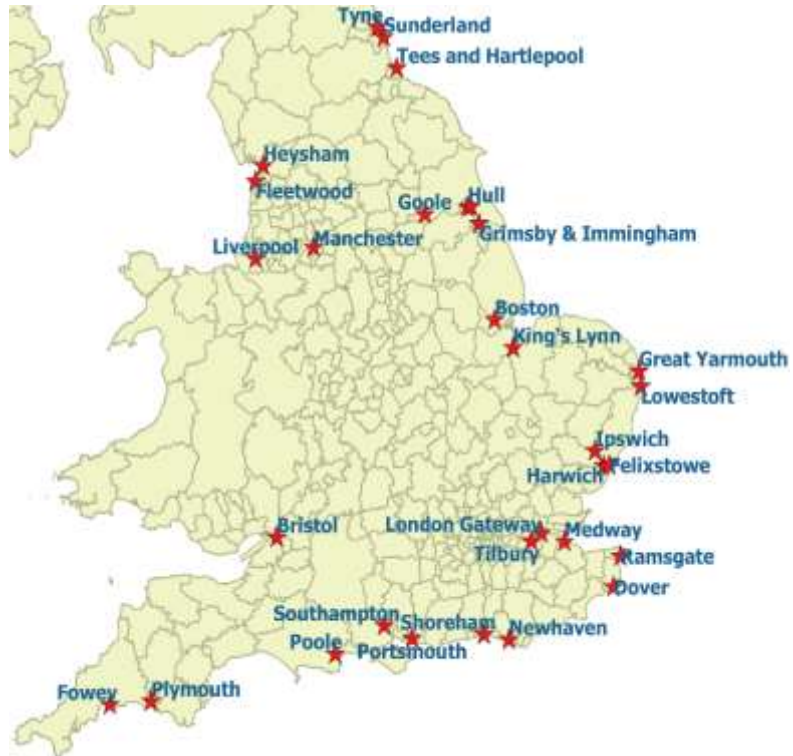 Tyne
Sunderland
Tees and Hartlepool
Heysham
Fleetwood
Goole
Hull
Grimsby & Immingham
Liverpool
Manchester
Boston
King's Lynn
Great Yarmouth
Lowestoft
Ipswich
Felixstowe
Harwich
Bristol
London Gateway
Medway
Tilbury
Ramsgate
Dover
Southampton
Shoreham
Newhaven
Poole
Portsmouth
Fowey
Plymouth